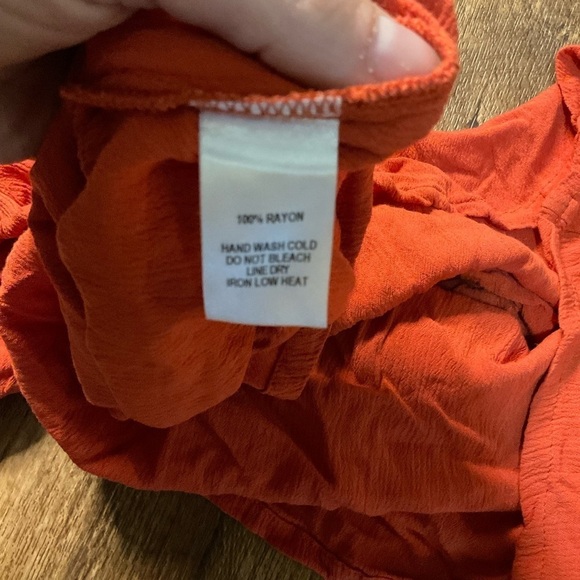 100% RAYON
HAND WASH COLD
DO NOT BLEACH
LINE DRY
IRON LOW HEAT